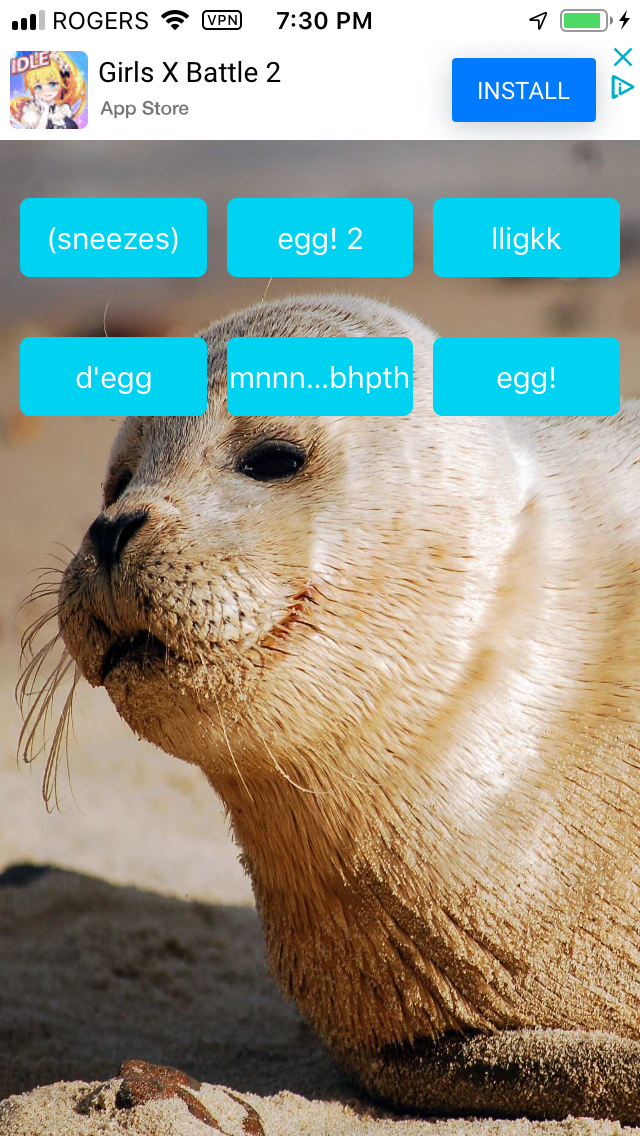 ROGERS VPN 7:30 PM
IDLE
Girls X Battle 2
App Store
INSTALL
(sneezes) egg! 2 lligkk
d'egg mnnn...bhpth egg!